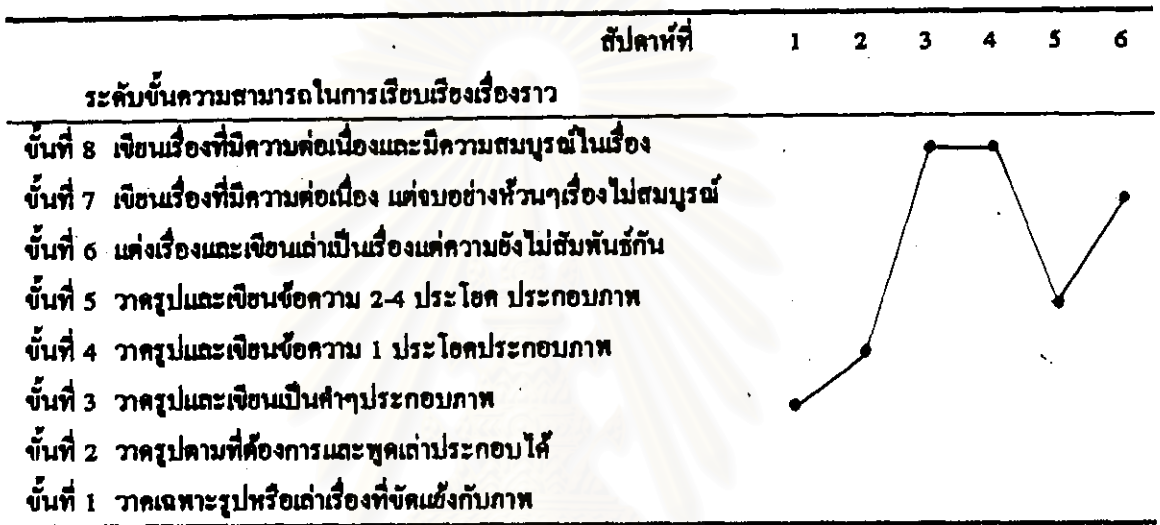 สัปดาห์ที่ 1 2 3 4 5 6
ระดับขั้นความสามารถในการเรียบเรียงเรื่องราว
ขั้นที่ 8 เขียนเรื่องที่มีความต่อเนื่องและมีความสมบูรณ์ในเรื่อง
ขั้นที่ 7 เขียนเรื่องที่มีความต่อเนื่อง แต่จบอย่างห้วนๆเรื่องไม่สมบูรณ์
ขั้นที่ 6 แต่งเรื่องและเขียนเล่าเป็นเรื่องแต่ความยังไม่สัมพันธ์กัน
ขั้นที่ 5 วาดรูปและเขียนข้อความ 2-4 ประโยค ประกอบภาพ
ขั้นที่ 4 วาดรูปและเขียนข้อความ 1 ประโยคประกอบภาพ
ขั้นที่ 3 วาดรูปและเขียนเป็นคำๆประกอบภาพ
ขั้นที่ 2 วาดรูปตามที่ต้องการและพูดเล่าประกอบได้
ขั้นที่ 1 วาดเฉพาะรูปหรือเล่าเรื่องที่ขัดแย้งกับภาพ